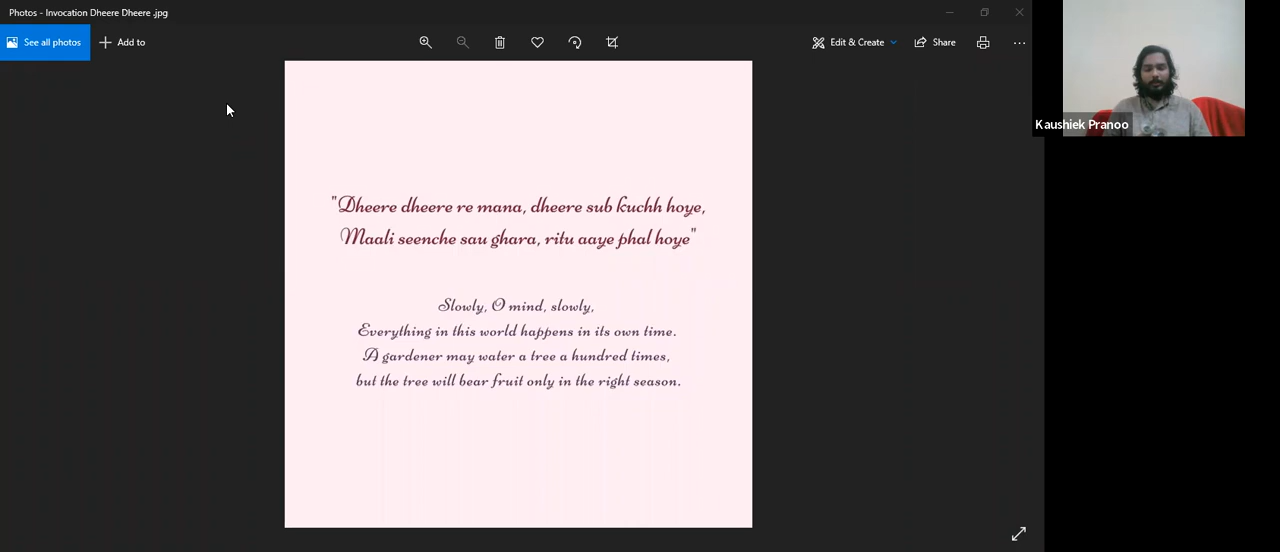 Photos - Invocation Dheere Dheere .jpg
See all photos
Add to
Edit & Create
Share
Kaushiek Pranoo
"Dheere dheere re mana, dheere sub kuchh hoye,
Maali seenche sau ghara, ritu aaye phal hoye"
Slowly, O mind, slowly,
Everything in this world happens in its own time.
A gardener may water a tree a hundred times,
but the tree will bear fruit only in the right season.